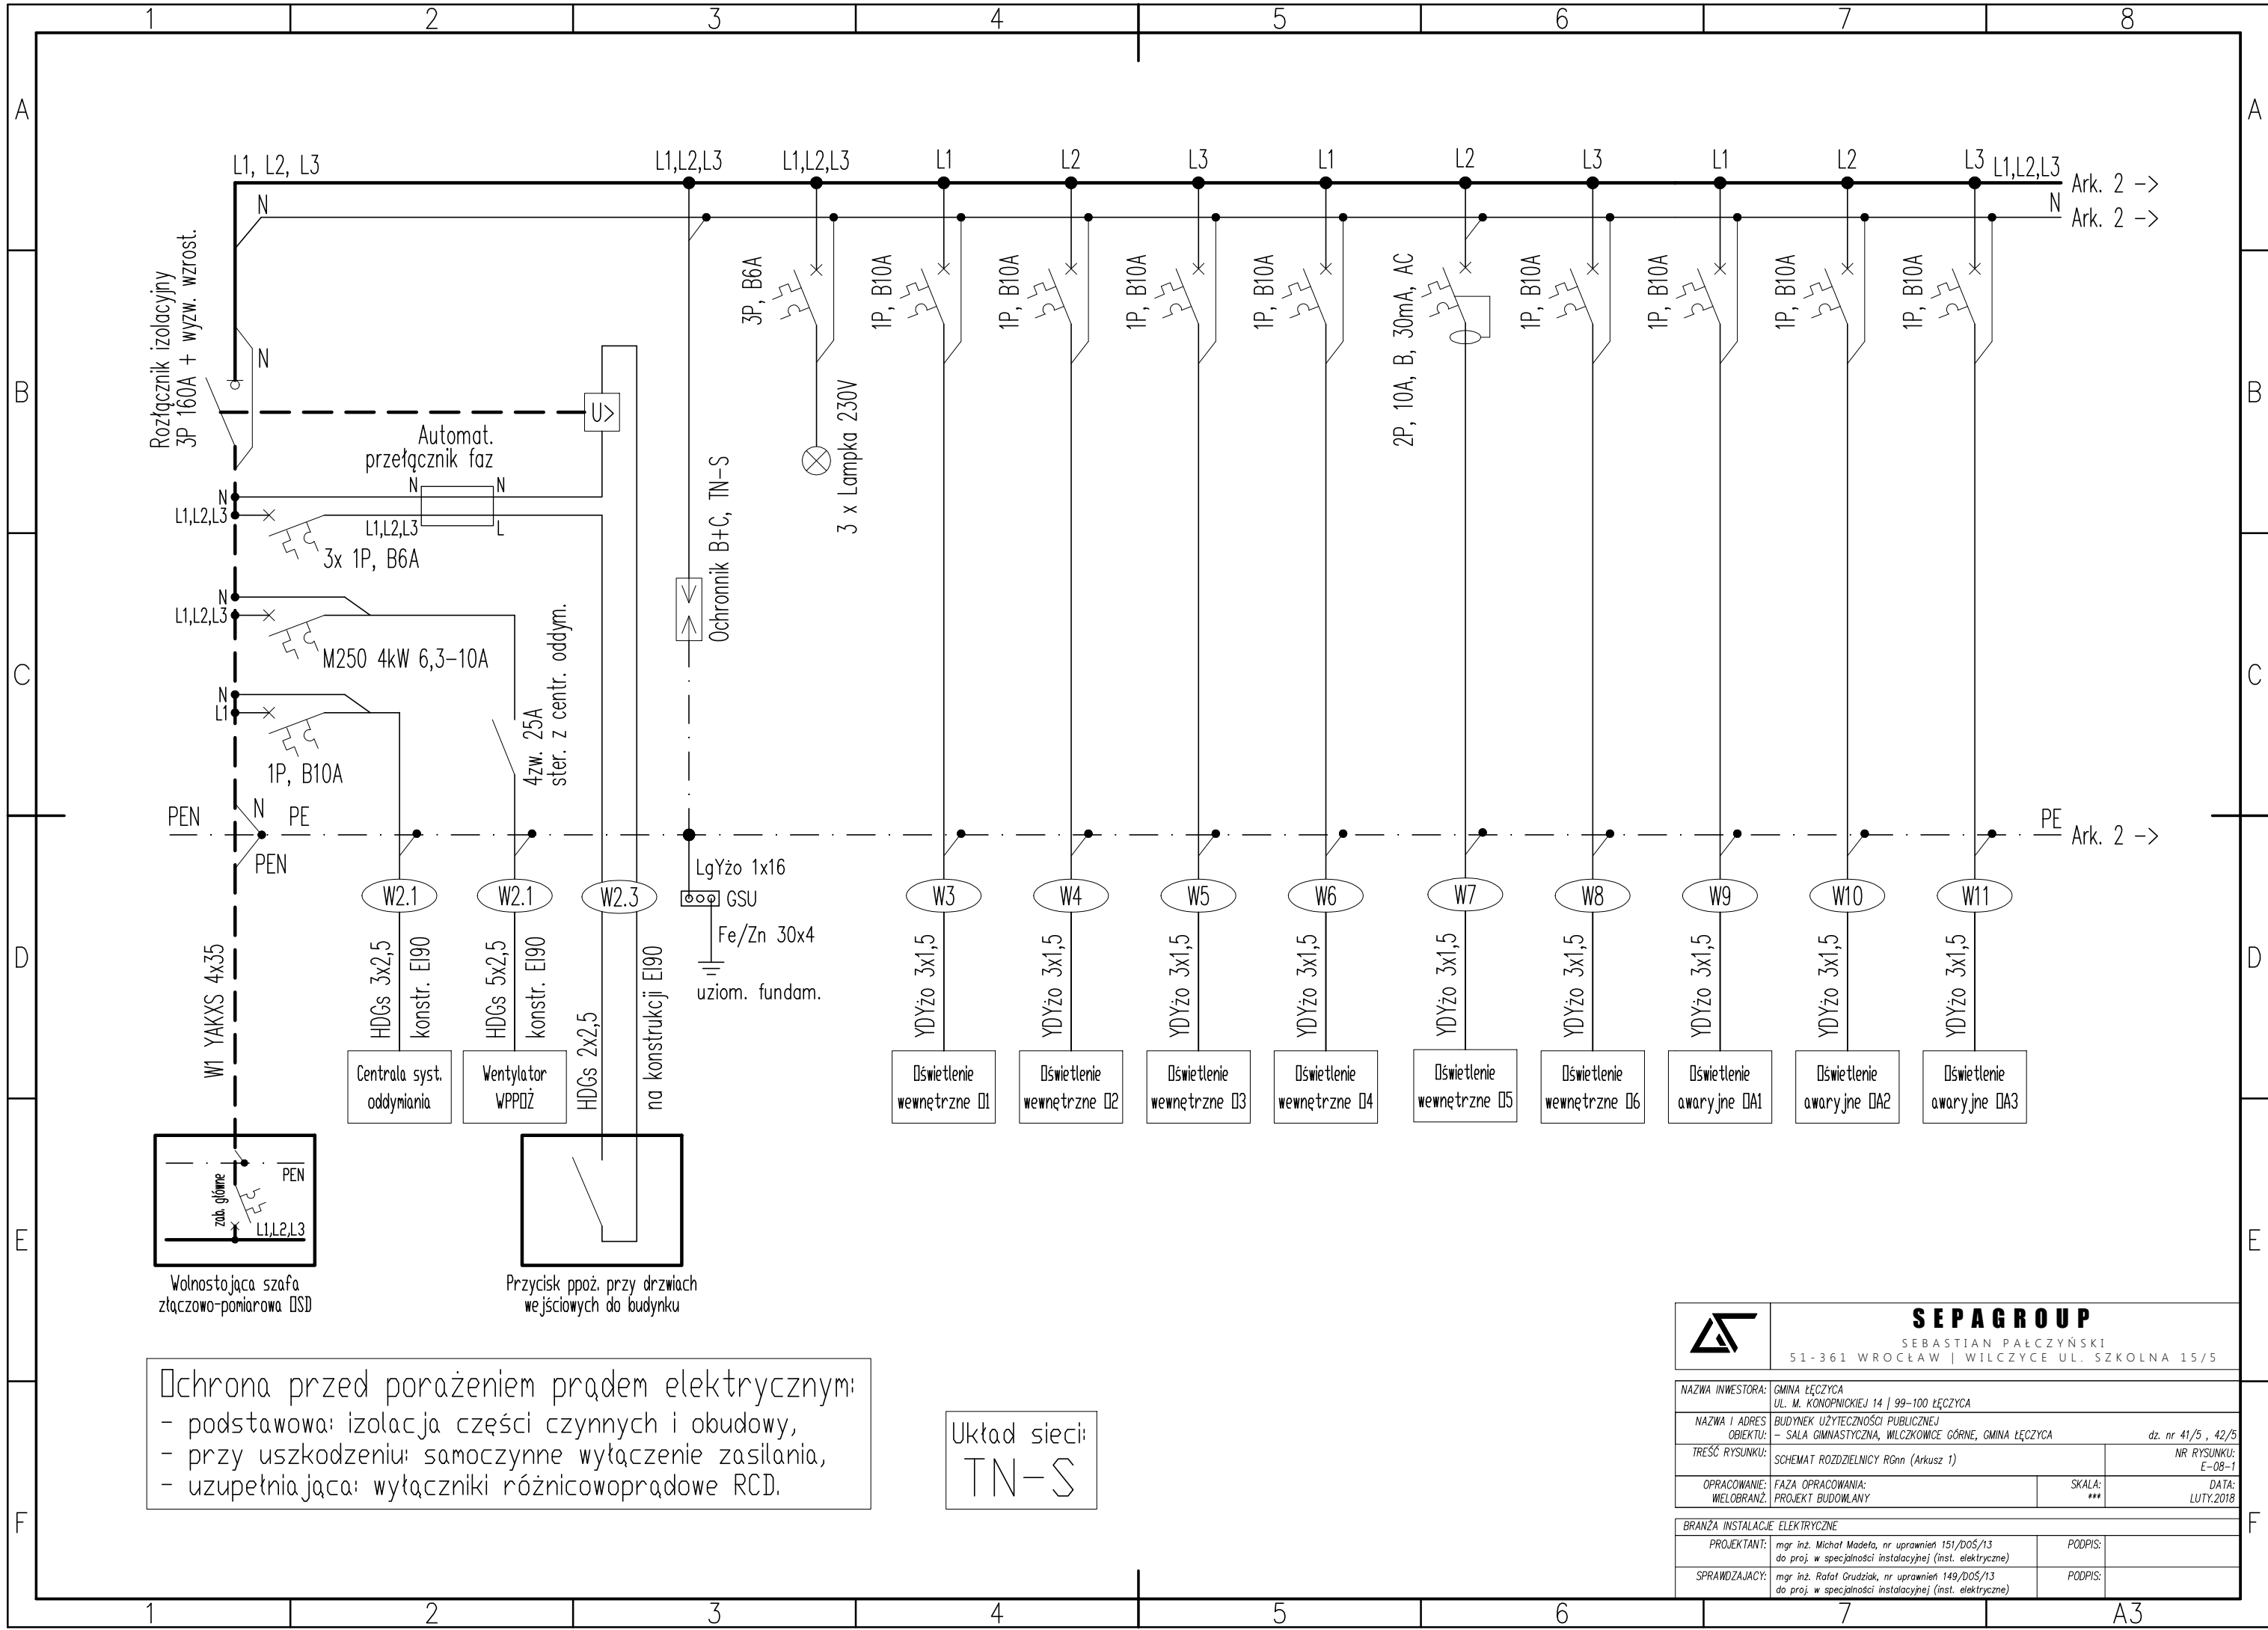 1 2 3 4 5 6 7 8
A A
B B
C C
D D
E E
F F
L1, L2, L3
L1,L2,L3
L1,L2,L3
L1
L2
L3
L1
L2
L3
L1
L2
L3
L1,L2,L3
Ark. 2 ->
N
N
Ark. 2 ->
Rozłącznik izolacyjny
3P 160A + wyzw. wzrost.
N
U>
Automat.
przełącznik faz
N
N
N
L1,L2,L3
L1,L2,L3
L
3x 1P, B6A
N
L1,L2,L3
M250 4kW 6,3-10A
N
L1
1P, B10A
4zw. 25A
ster. z centr. oddym.
Ochronnik B+C, TN-S
3P, B6A
3 x Lampka 230V
1P, B10A
1P, B10A
1P, B10A
1P, B10A
2P, 10A, B, 30mA, AC
1P, B10A
1P, B10A
1P, B10A
1P, B10A
PEN
N
PE
PEN
PE
Ark. 2 ->
LgYżo 1x16
GSU
Fe/Zn 30x4
uziom. fundam.
W2.1
W2.1
W2.3
W3
W4
W5
W6
W7
W8
W9
W10
W11
W1 YAKXS 4x35
HDGs 3x2,5
konstr. EI90
HDGs 5x2,5
konstr. EI90
HDGs 2x2,5
na konstrukcji EI90
YDYżo 3x1,5
YDYżo 3x1,5
YDYżo 3x1,5
YDYżo 3x1,5
YDYżo 3x1,5
YDYżo 3x1,5
YDYżo 3x1,5
YDYżo 3x1,5
YDYżo 3x1,5
Centrala syst.
oddymiania
Wentylator
WPPOŻ
Oświetlenie
wewnętrzne O1
Oświetlenie
wewnętrzne O2
Oświetlenie
wewnętrzne O3
Oświetlenie
wewnętrzne O4
Oświetlenie
wewnętrzne O5
Oświetlenie
wewnętrzne O6
Oświetlenie
awaryjne OA1
Oświetlenie
awaryjne OA2
Oświetlenie
awaryjne OA3
PEN
zab. główne
L1,L2,L3
Wolnostojąca szafa
złączowo-pomiarowa OSD
Przycisk ppoż. przy drzwiach
wejściowych do budynku
Ochrona przed porażeniem prądem elektrycznym:
- podstawowa: izolacja części czynnych i obudowy,
- przy uszkodzeniu: samoczynne wyłączenie zasilania,
- uzupełniająca: wyłączniki różnicowoprądowe RCD.
Układ sieci:
TN-S
SEPAGROUP
SEBASTIAN PAŁCZYŃSKI
51-361 WROCŁAW | WILCZYCE UL. SZKOLNA 15/5
NAZWA INWESTORA: GMINA ŁĘCZYCA
UL. M. KONOPNICKIEJ 14 | 99-100 ŁĘCZYCA
NAZWA I ADRES BUDYNEK UŻYTECZNOŚCI PUBLICZNEJ
OBIEKTU: - SALA GIMNASTYCZNA, WILCZKOWICE GÓRNE, GMINA ŁĘCZYCA dz. nr 41/5 , 42/5
TREŚĆ RYSUNKU: SCHEMAT ROZDZIELNICY RGnn (Arkusz 1) NR RYSUNKU:
E-08-1
OPRACOWANIE: FAZA OPRACOWANIA: SKALA: DATA:
WIELOBRANŻ. PROJEKT BUDOWLANY *** LUTY.2018
BRANŻA INSTALACJE ELEKTRYCZNE
PROJEKTANT: mgr inż. Michał Madeła, nr uprawnień 151/DOŚ/13 PODPIS:
do proj. w specjalności instalacyjnej (inst. elektryczne)
SPRAWDZAJACY: mgr inż. Rafał Grudziak, nr uprawnień 149/DOŚ/13 PODPIS:
do proj. w specjalności instalacyjnej (inst. elektryczne)
1 2 3 4 5 6 7 A3